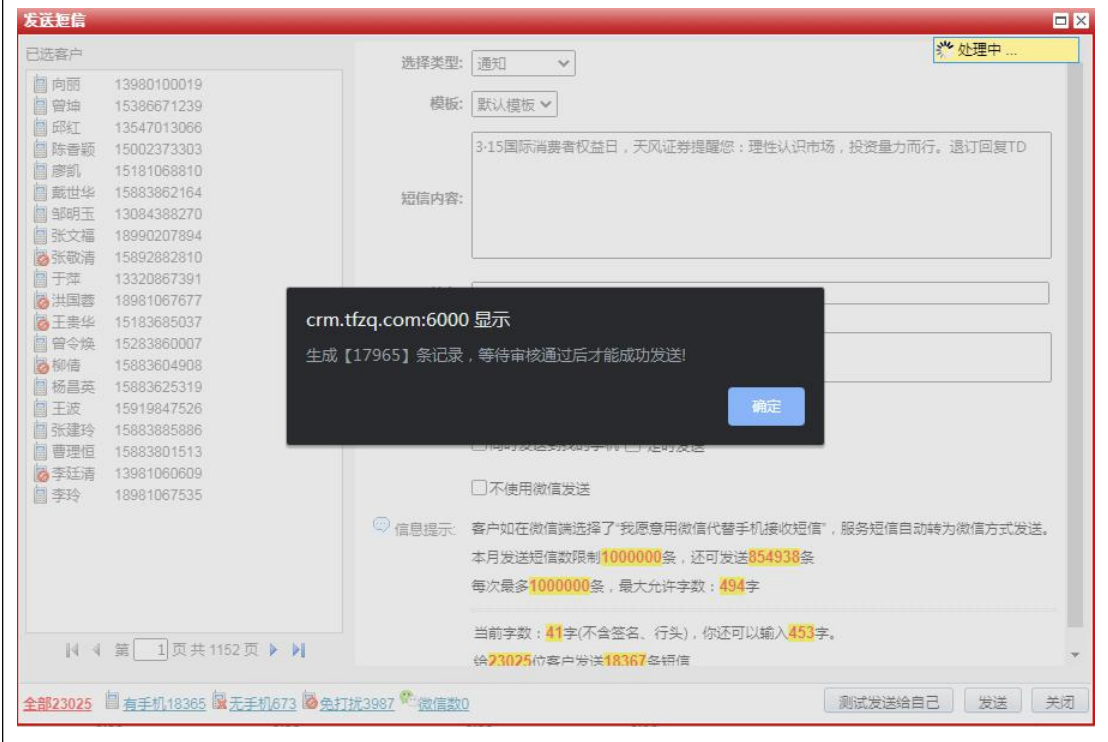 发送短信
处理中 ...
已选客户
向丽 13980100019
曾坤 15386671239
邱红 13547013066
陈香颖 15002373303
廖凯 15181068810
戴世华 15883862164
邹明玉 13084388270
张文福 18990207894
张敬清 15892882810
于萍 13320867391
洪国蓉 18981067677
王贵华 15183685037
曾令焕 15283860007
柳倩 15883604908
杨昌英 15883625319
王波 15919847526
张建玲 15883885886
曹理恒 15883801513
李廷清 13981060609
李玲 18981067535
第 1 页共1152页
选择类型: 通知
模板: 默认模板
短信内容: 3·15国际消费者权益日，天风证券提醒您：理性认识市场，投资量力而行。退订回复TD
crm.tfzq.com:6000 显示
生成【17965】条记录，等待审核通过后才能成功发送!
确定
同时发送到我的手机 定时发送
不使用微信发送
信息提示: 客户如在微信端选择了"我愿意用微信代替手机接收短信"，服务短信自动转为微信方式发送。
本月发送短信数限制1000000条，还可发送854938条
每次最多1000000条，最大允许字数：494字
当前字数：41字(不含签名、行头)，你还可以输入453字。
给23025位客户发送18367条短信
全部23025 有手机18365 无手机673 免打扰3987 微信数0
测试发送给自己 发送 关闭